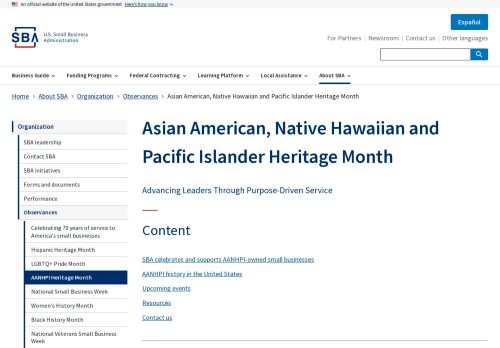 An official website of the United States government Here's how you know
Español
SBA U.S. Small Business
Administration
For Partners Newsroom Contact us Other languages
Business Guide Funding Programs Federal Contracting Learning Platform Local Assistance About SBA
Home About SBA Organization Observances Asian American, Native Hawaiian and Pacific Islander Heritage Month
Organization
SBA leadership
Contact SBA
SBA initiatives
Forms and documents
Performance
Observances
Celebrating 70 years of service to
America's small businesses
Hispanic Heritage Month
LGBTQ+ Pride Month
AANHPI Heritage Month
National Small Business Week
Women's History Month
Black History Month
National Veterans Small Business
Week
Asian American, Native Hawaiian and
Pacific Islander Heritage Month
Advancing Leaders Through Purpose-Driven Service
Content
SBA celebrates and supports AANHPI-owned small businesses
AANHPI history in the United States
Upcoming events
Resources
Contact us